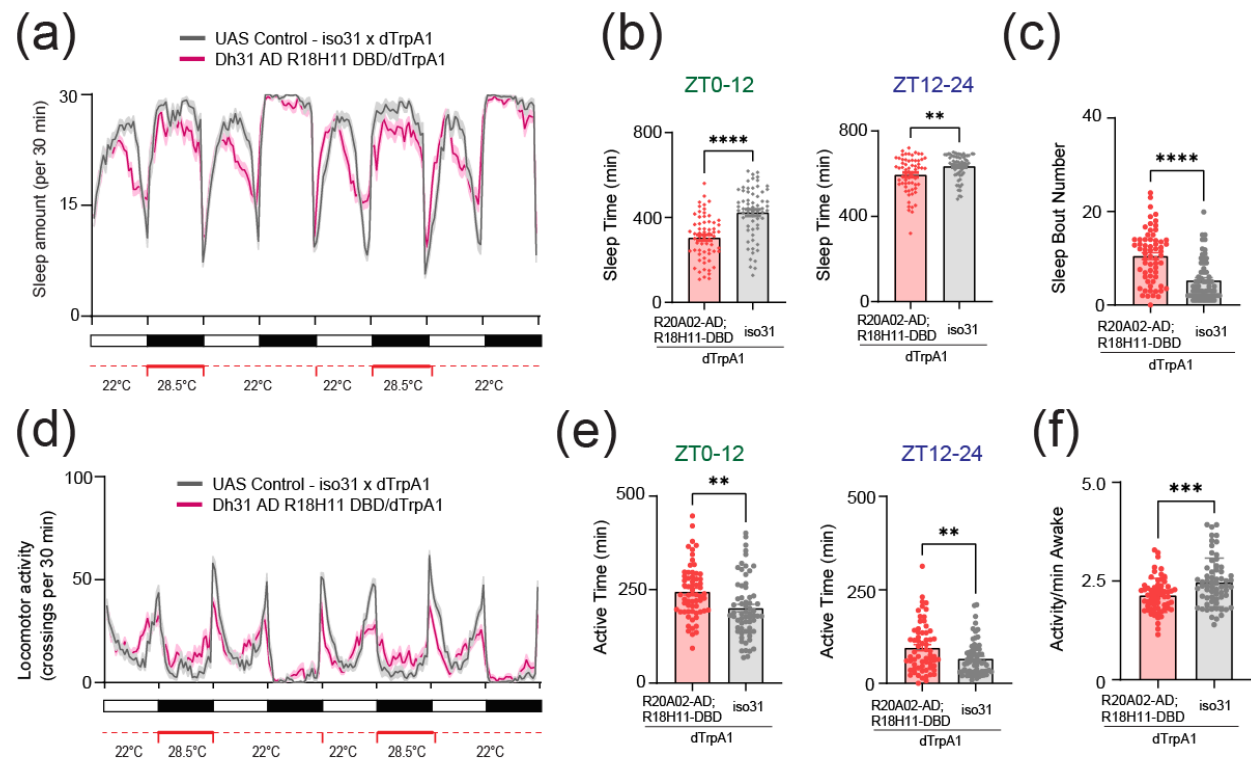 (a)
UAS Control - iso31 x dTrpA1
Dh31 AD R18H11 DBD/dTrpA1
Sleep amount (per 30 min)
30
15
0
22°C 28.5°C 22°C 22°C 28.5°C 22°C
(b)
ZT0-12
Sleep Time (min)
800
400
0
****
R20A02-AD;
R18H11-DBD
iso31
dTrpA1
ZT12-24
Sleep Time (min)
800
400
0
**
R20A02-AD;
R18H11-DBD
iso31
dTrpA1
(c)
Sleep Bout Number
40
20
0
****
R20A02-AD;
R18H11-DBD
iso31
dTrpA1
(d)
UAS Control - iso31 x dTrpA1
Dh31 AD R18H11 DBD/dTrpA1
Locomotor activity
(crossings per 30 min)
100
50
0
22°C 28.5°C 22°C 22°C 28.5°C 22°C
(e)
ZT0-12
Active Time (min)
500
250
0
**
R20A02-AD;
R18H11-DBD
iso31
dTrpA1
ZT12-24
Active Time (min)
500
250
0
**
R20A02-AD;
R18H11-DBD
iso31
dTrpA1
(f)
Activity/min Awake
5.0
2.5
0
***
R20A02-AD;
R18H11-DBD
iso31
dTrpA1